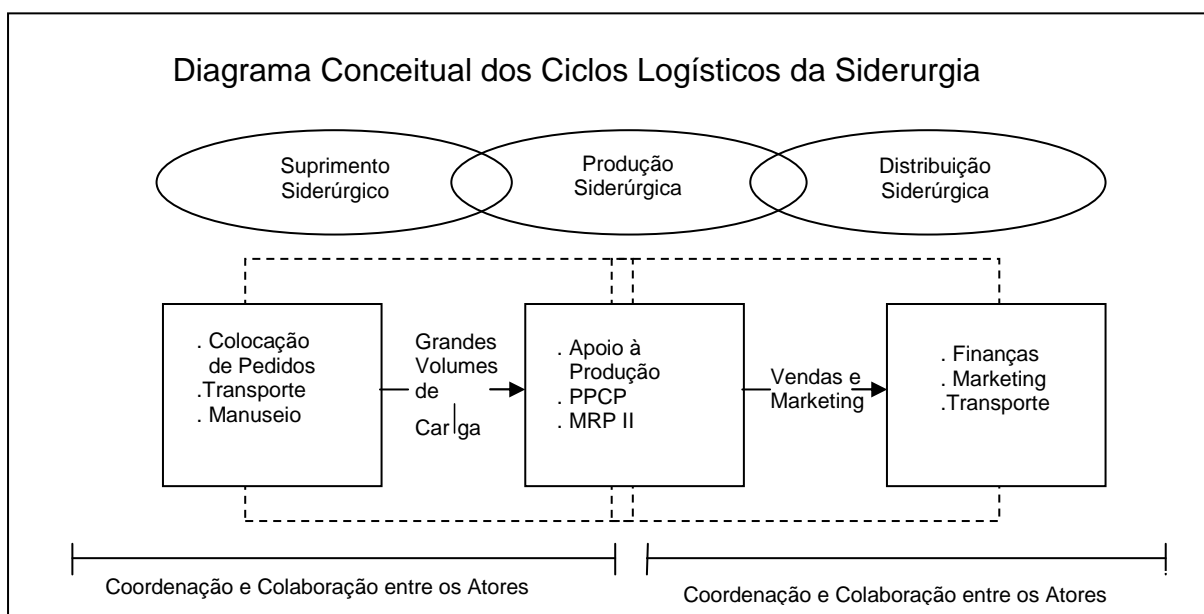 Diagrama Conceitual dos Ciclos Logísticos da Siderurgia
Suprimento
Siderúrgico
Produção
Siderúrgica
Distribuição
Siderúrgica
. Colocação
de Pedidos
.Transporte
. Manuseio
Grandes
Volumes
de
Carga
. Apoio à
Produção
. PPCP
. MRP II
Vendas e
Marketing
. Finanças
. Marketing
.Transporte
Coordenação e Colaboração entre os Atores
Coordenação e Colaboração entre os Atores